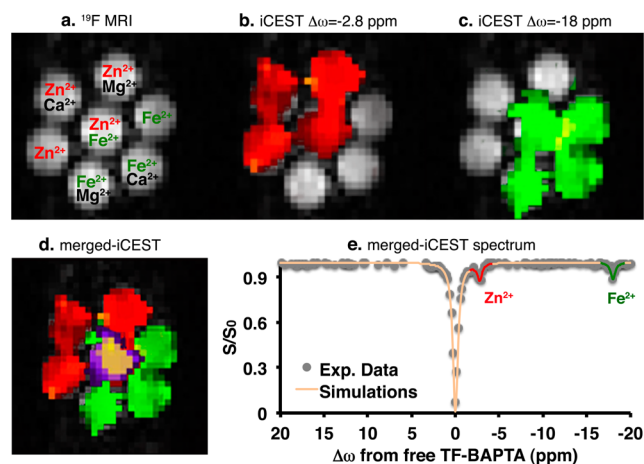 a. ¹⁹F MRI
b. iCEST Δω=-2.8 ppm
c. iCEST Δω=-18 ppm
Zn²⁺
Mg²⁺
Zn²⁺
Ca²⁺
Zn²⁺
Fe²⁺
Fe²⁺
Zn²⁺
Fe²⁺
Ca²⁺
Fe²⁺
Mg²⁺
d. merged-iCEST
e. merged-iCEST spectrum
S/S₀
0.9
0.6
0.3
0
Zn²⁺
Fe²⁺
Exp. Data
Simulations
20 15 10 5 0 -5 -10 -15 -20
Δω from free TF-BAPTA (ppm)